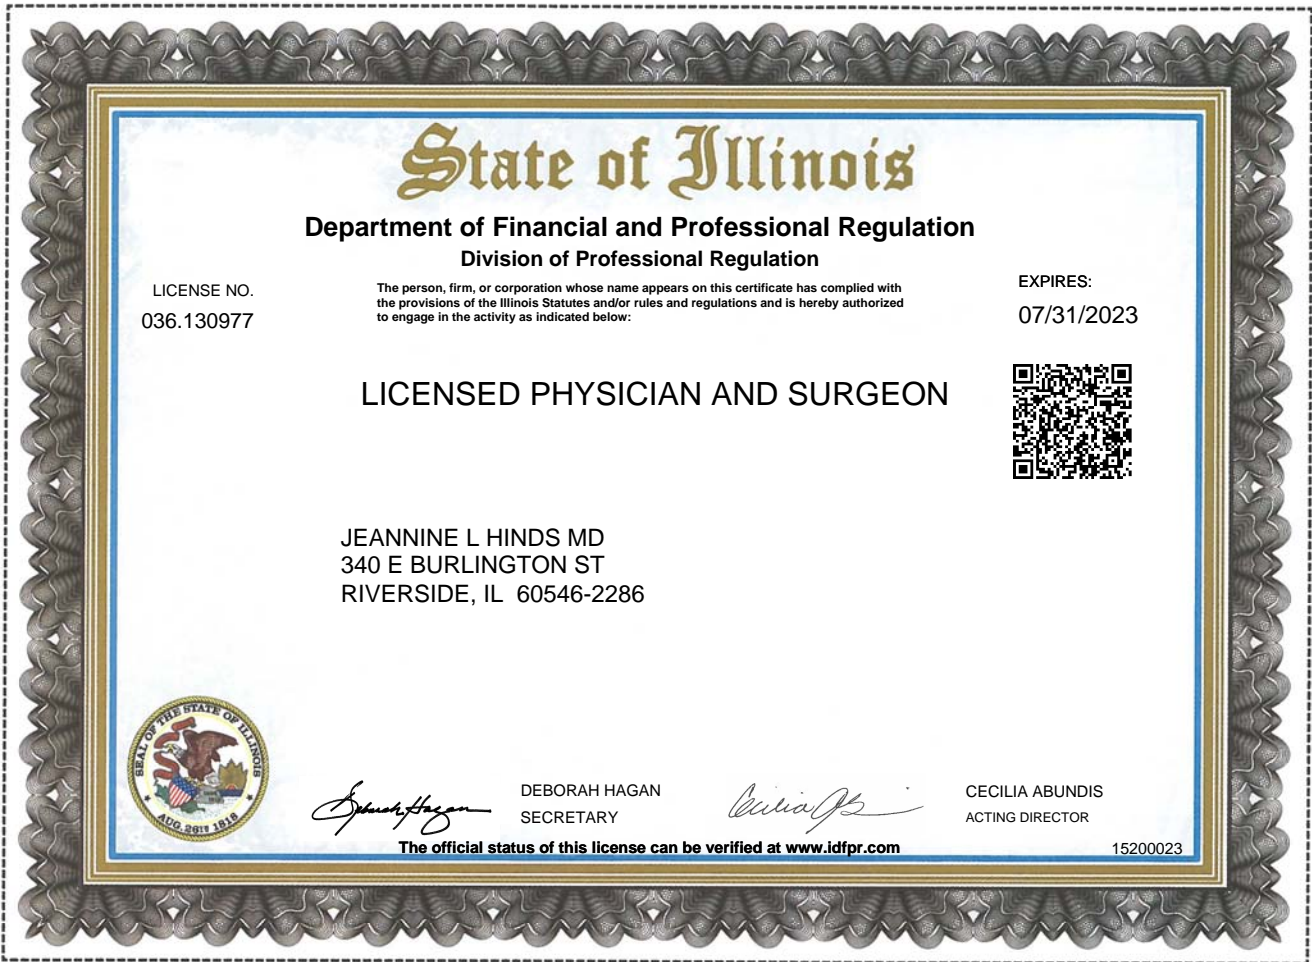 State of Illinois
Department of Financial and Professional Regulation
Division of Professional Regulation
LICENSE NO.
036.130977
The person, firm, or corporation whose name appears on this certificate has complied with
the provisions of the Illinois Statutes and/or rules and regulations and is hereby authorized
to engage in the activity as indicated below:
EXPIRES:
07/31/2023
LICENSED PHYSICIAN AND SURGEON
JEANNINE L HINDS MD
340 E BURLINGTON ST
RIVERSIDE, IL  60546-2286
SEAL OF THE STATE OF ILLINOIS
AUG. 26TH 1818
Deborah Hagan
DEBORAH HAGAN
SECRETARY
Cecilia
CECILIA ABUNDIS
ACTING DIRECTOR
The official status of this license can be verified at www.idfpr.com
15200023